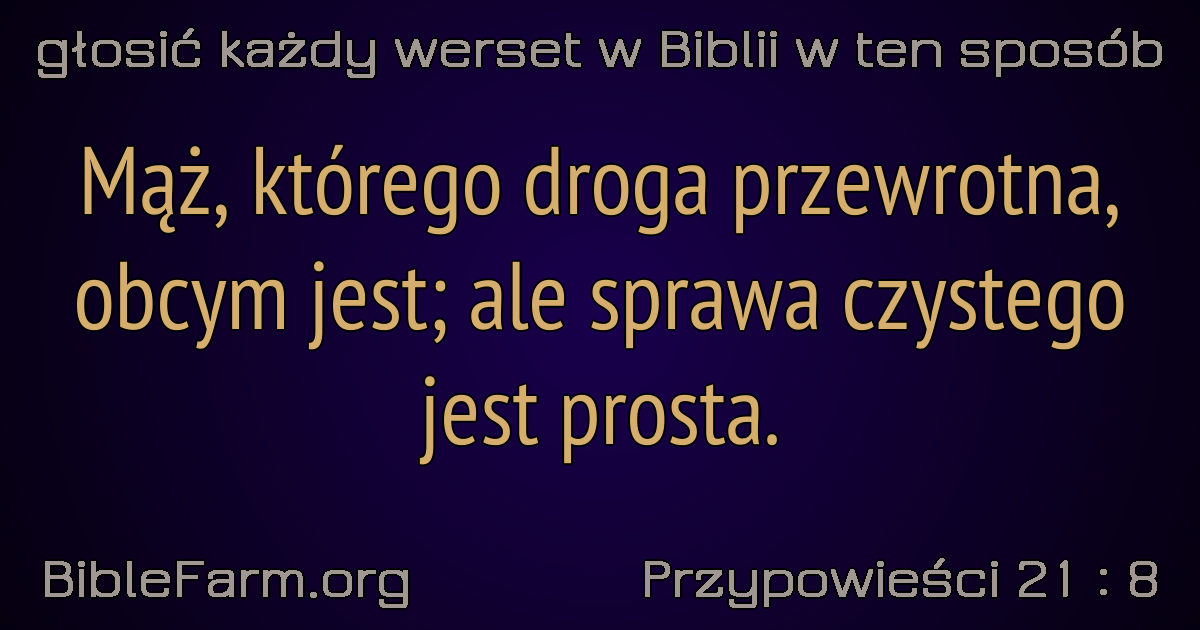 głosić każdy werset w Biblii w ten sposób
Mąż, którego droga przewrotna,
obcym jest; ale sprawa czystego
jest prosta.
BibleFarm.org
Przypowieści 21 : 8